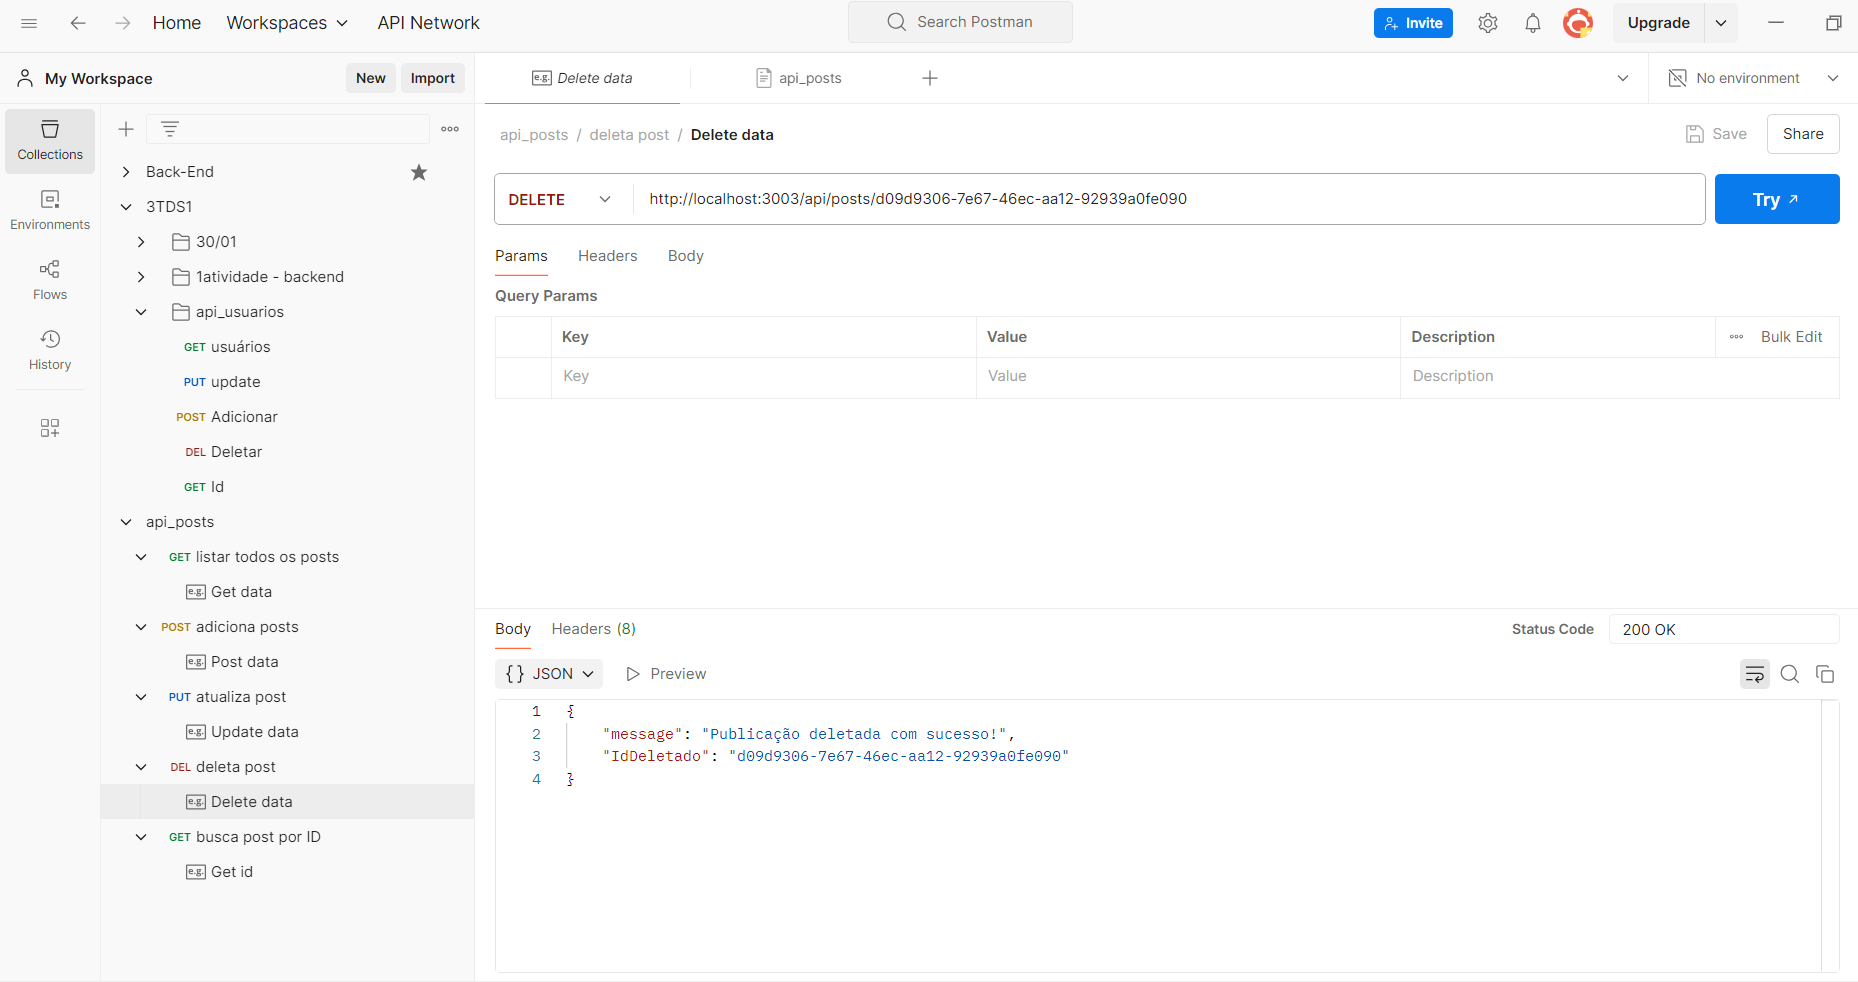 Home Workspaces API Network Search Postman Invite Upgrade
My Workspace New Import
e.g. Delete data api_posts No environment
Collections
Environments
Flows
History
Back-End
3TDS1
30/01
1atividade - backend
api_usuarios
GET usuários
PUT update
POST Adicionar
DEL Deletar
GET Id
api_posts
GET listar todos os posts
e.g. Get data
POST adiciona posts
e.g. Post data
PUT atualiza post
e.g. Update data
DEL deleta post
e.g. Delete data
GET busca post por ID
e.g. Get id
api_posts / deleta post / Delete data Save Share
DELETE http://localhost:3003/api/posts/d09d9306-7e67-46ec-aa12-92939a0fe090 Try
Params Headers Body
Query Params
Key Value Description Bulk Edit
Key Value Description
Body Headers (8) Status Code 200 OK
{} JSON Preview
1 {
2 "message": "Publicação deletada com sucesso!",
3 "IdDeletado": "d09d9306-7e67-46ec-aa12-92939a0fe090"
4 }